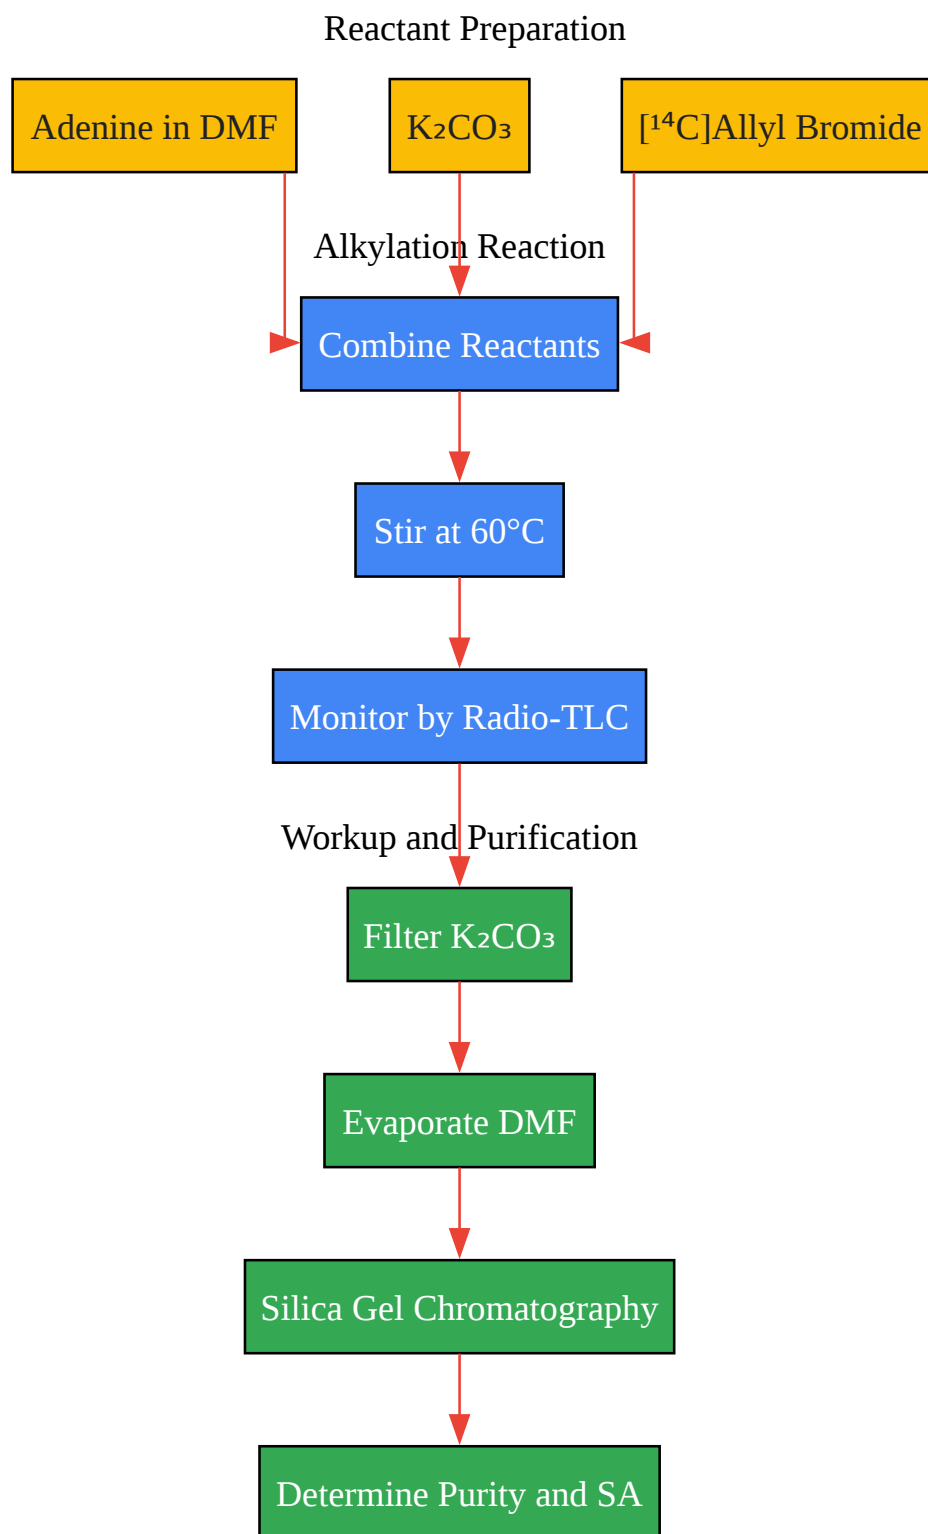 Reactant Preparation
Adenine in DMF
K₂CO₃
[¹⁴C]Allyl Bromide
Alkylation Reaction
Combine Reactants
Stir at 60°C
Monitor by Radio-TLC
Workup and Purification
Filter K₂CO₃
Evaporate DMF
Silica Gel Chromatography
Determine Purity and SA